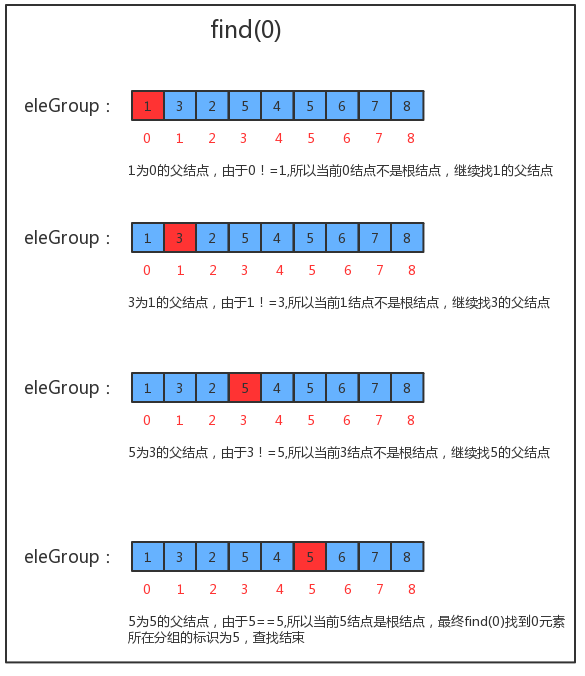 find(0)
eleGroup：
1 3 2 5 4 5 6 7 8
0 1 2 3 4 5 6 7 8
1为0的父结点，由于0！=1,所以当前0结点不是根结点，继续找1的父结点
eleGroup：
1 3 2 5 4 5 6 7 8
0 1 2 3 4 5 6 7 8
3为1的父结点，由于1！=3,所以当前1结点不是根结点，继续找3的父结点
eleGroup：
1 3 2 5 4 5 6 7 8
0 1 2 3 4 5 6 7 8
5为3的父结点，由于3！=5,所以当前3结点不是根结点，继续找5的父结点
eleGroup：
1 3 2 5 4 5 6 7 8
0 1 2 3 4 5 6 7 8
5为5的父结点，由于5==5,所以当前5结点是根结点，最终find(0)找到0元素
所在分组的标识为5，查找结束